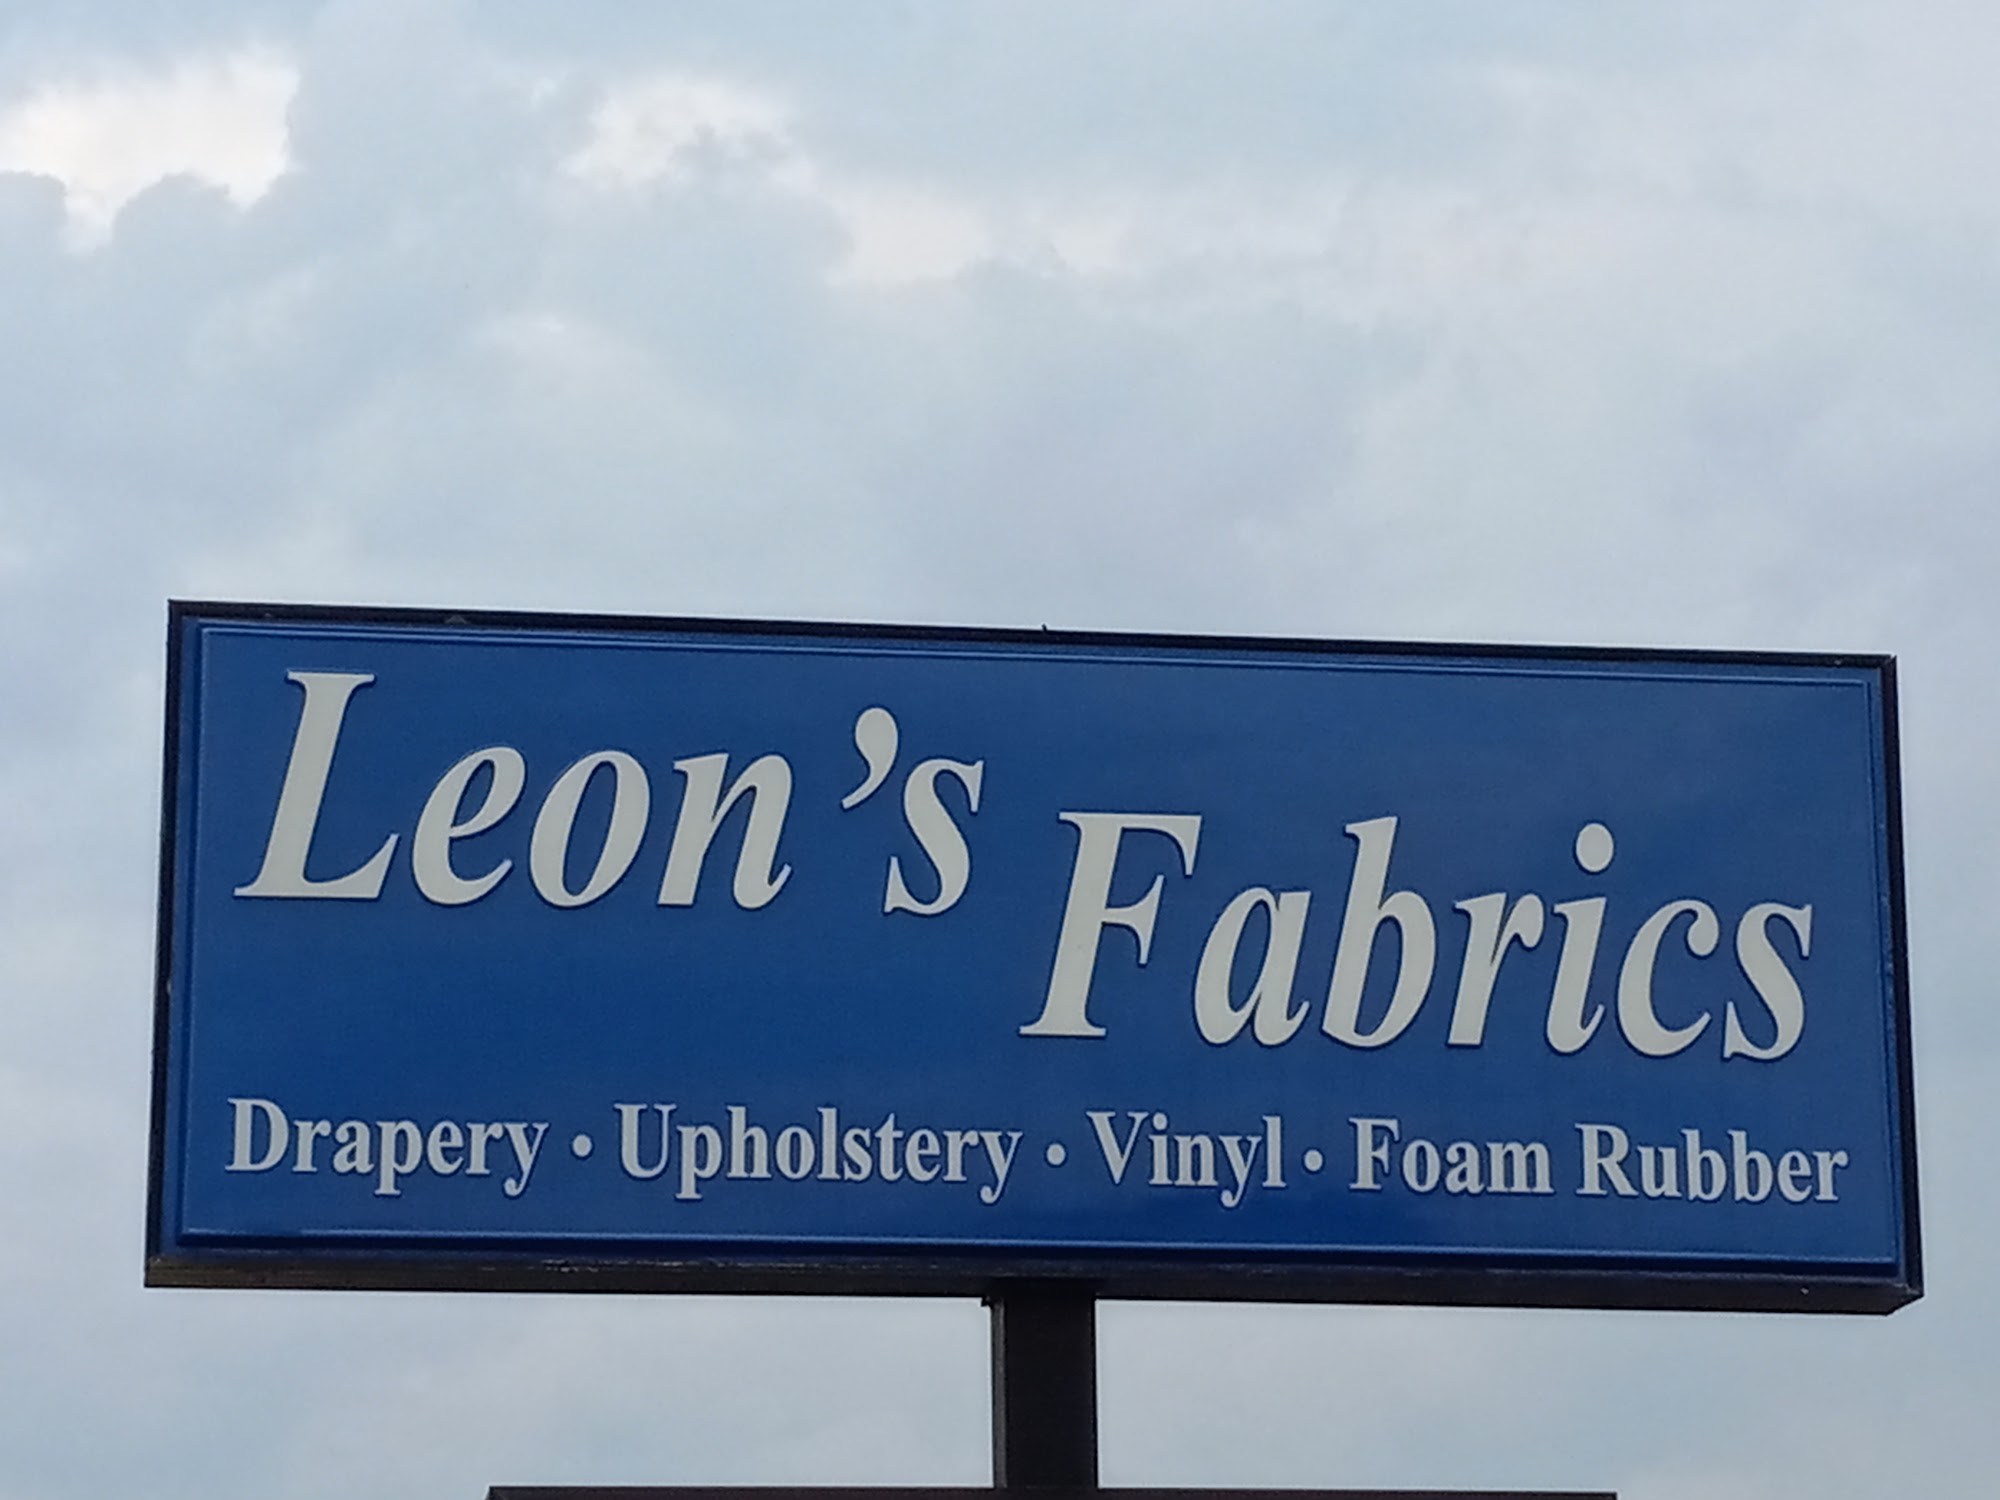 Leon's Fabrics
Drapery · Upholstery · Vinyl · Foam Rubber